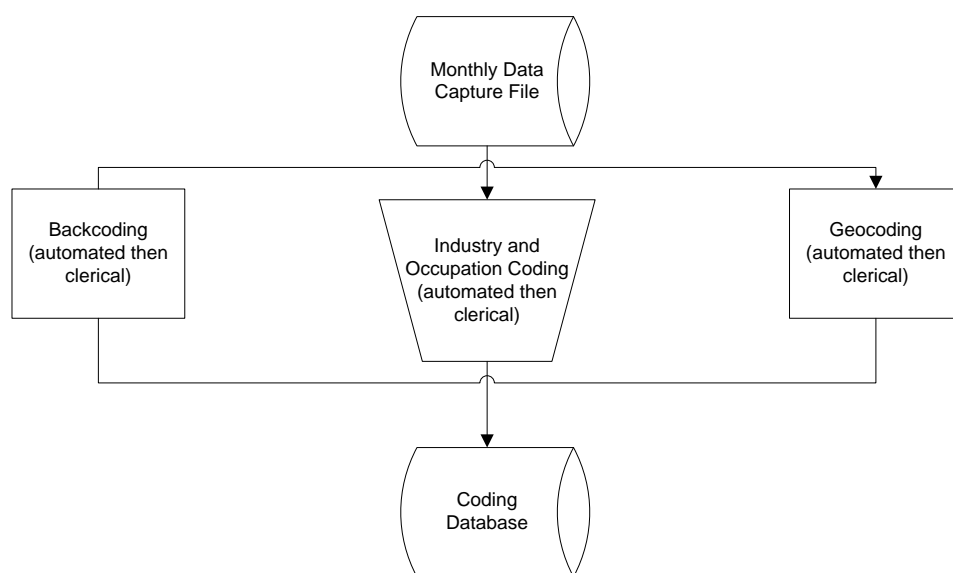 Monthly Data
Capture File
Backcoding
(automated then
clerical)
Industry and
Occupation Coding
(automated then
clerical)
Geocoding
(automated then
clerical)
Coding
Database